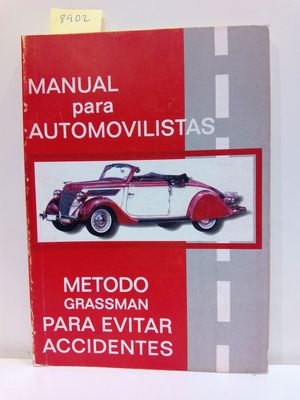 8902
MANUAL
para
AUTOMOVILISTAS
METODO
GRASSMAN
PARA EVITAR
ACCIDENTES